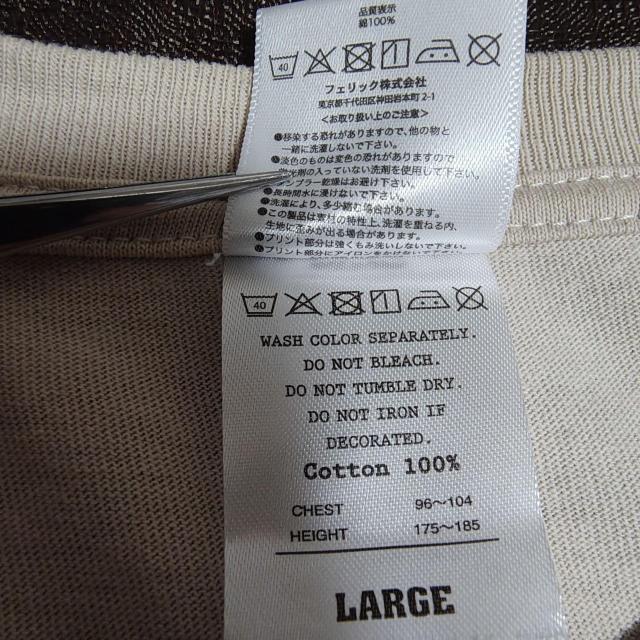 品質表示
綿100%
40
フェリック株式会社
東京都千代田区神田岩本町2-1
<お取り扱い上のご注意>
●移染する恐れがありますので、他の物と
一緒に洗濯しないで下さい。
●淡色のものは変色の恐れがありますので
光剤の入っていない洗剤を使用して下さい。
ンブラー乾燥はお避け下さい。
●長時間水に浸けないで下さい。
●洗濯により、多少縮む場合があります。
●この製品は素材の特性上、洗濯を重ねる内、
生地に歪みが出る場合があります。
●プリント部分は強くもみ洗いしないで下さい。
●プリント部分にアイロンをかけないで下さい。
40
WASH COLOR SEPARATELY.
DO NOT BLEACH.
DO NOT TUMBLE DRY.
DO NOT IRON IF
DECORATED.
Cotton 100%
CHEST 96～104
HEIGHT 175～185
LARGE